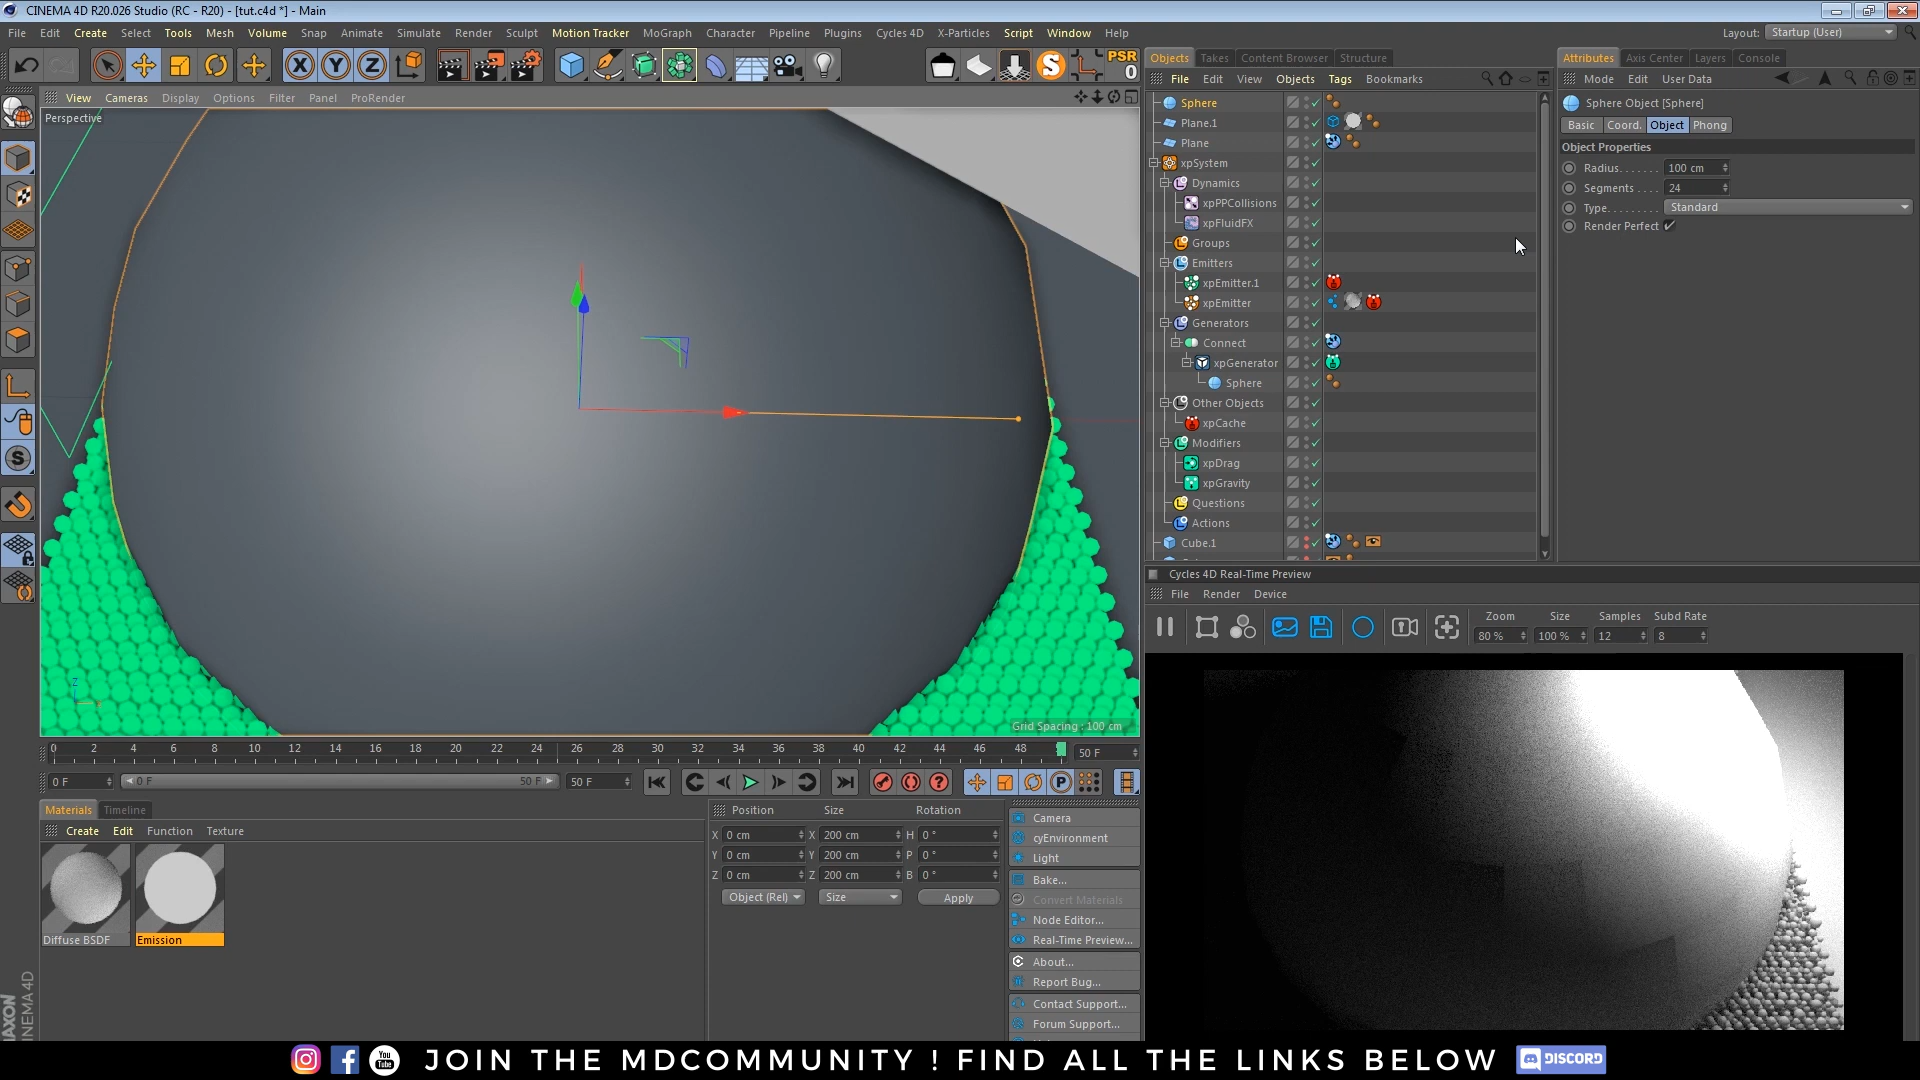 CINEMA 4D R20.026 Studio (RC - R20) - [tut.c4d *] - Main
File Edit Create Select Tools Mesh Volume Snap Animate Simulate Render Sculpt Motion Tracker MoGraph Character Pipeline Plugins Cycles 4D X-Particles Script Window Help
Layout: Startup (User)
PSR
0
Objects Takes Content Browser Structure
File Edit View Objects Tags Bookmarks
Attributes Axis Center Layers Console
Mode Edit User Data
View Cameras Display Options Filter Panel ProRender
Perspective
Grid Spacing : 100 cm
Sphere
Plane.1
Plane
xpSystem
Dynamics
xpPPCollisions
xpFluidFX
Groups
Emitters
xpEmitter.1
xpEmitter
Generators
Connect
xpGenerator
Sphere
Other Objects
xpCache
Modifiers
xpDrag
xpGravity
Questions
Actions
Cube.1
Sphere Object [Sphere]
Basic Coord. Object Phong
Object Properties
Radius. . . . . . . 100 cm
Segments . . . . 24
Type. . . . . . . . . Standard
Render Perfect
Cycles 4D Real-Time Preview
File Render Device
Zoom Size Samples Subd Rate
80 % 100 % 12 8
0 2 4 6 8 10 12 14 16 18 20 22 24 26 28 30 32 34 36 38 40 42 44 46 48 50 F
0 F 0 F 50 F 50 F
Materials Timeline
Create Edit Function Texture
Diffuse BSDF
Emission
Position Size Rotation
X 0 cm X 200 cm H 0 °
Y 0 cm Y 200 cm P 0 °
Z 0 cm Z 200 cm B 0 °
Object (Rel) Size Apply
Camera
cyEnvironment
Light
Bake...
Convert Materials
Node Editor...
Real-Time Preview...
About...
Report Bug...
Contact Support...
Forum Support...
JOIN THE MDCOMMUNITY ! FIND ALL THE LINKS BELOW
You Tube
DISCORD